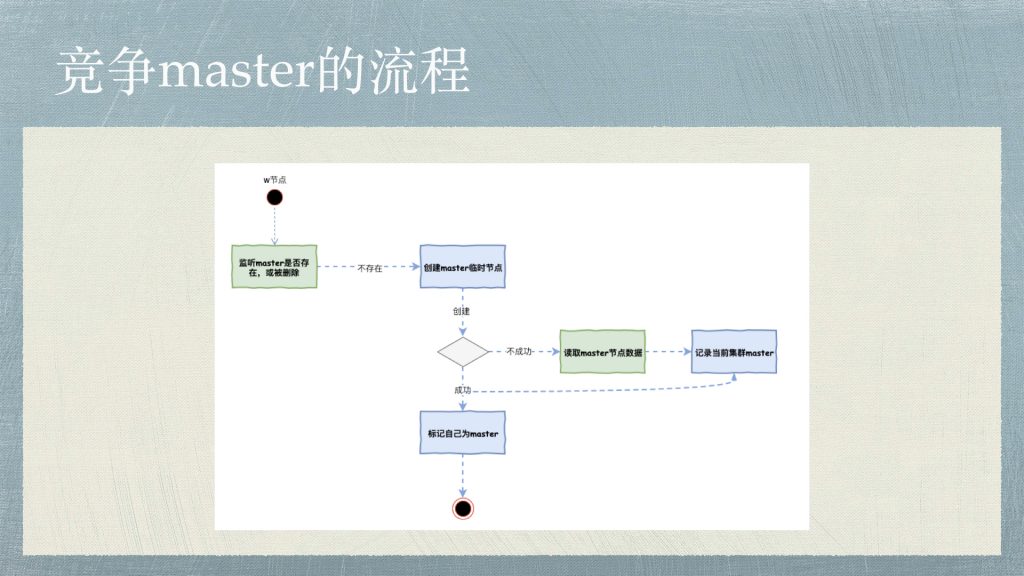 竞争master的流程
w节点
监听master是否存
在，或被删除
不存在
创建master临时节点
创建
不成功
读取master节点数据
记录当前集群master
成功
标记自己为master